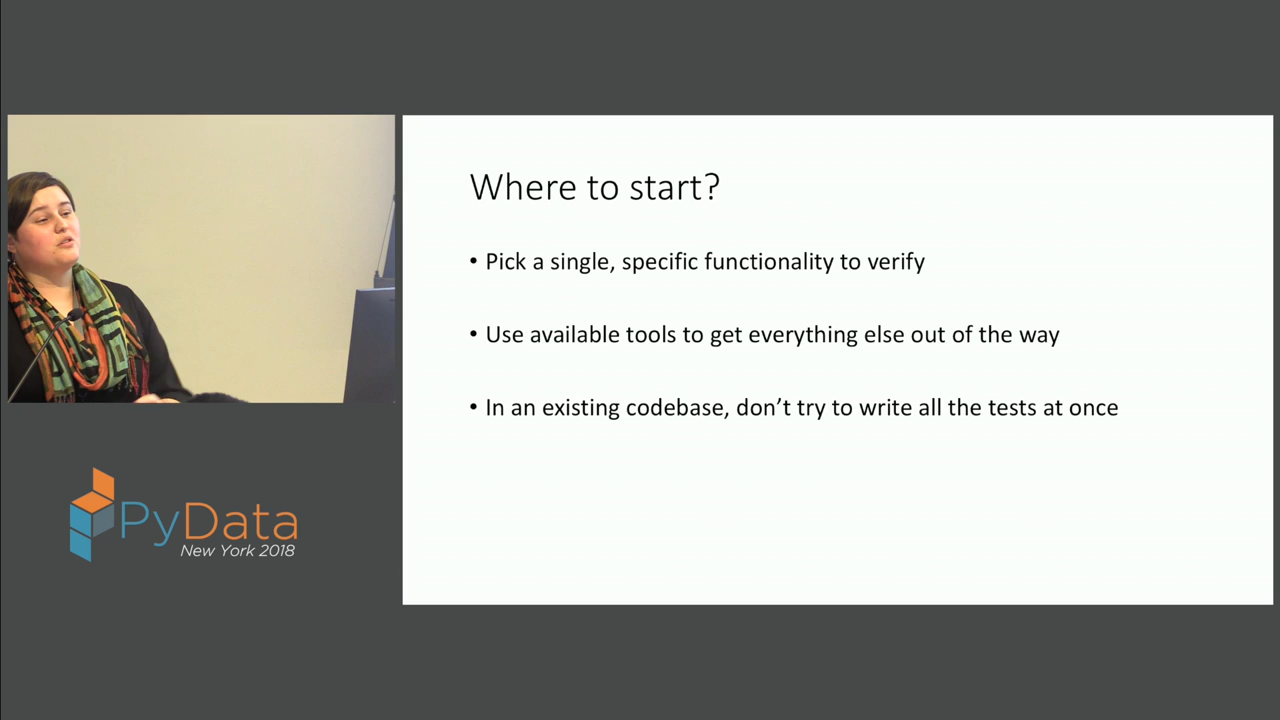 Where to start?
• Pick a single, specific functionality to verify
• Use available tools to get everything else out of the way
• In an existing codebase, don’t try to write all the tests at once
PyData
New York 2018